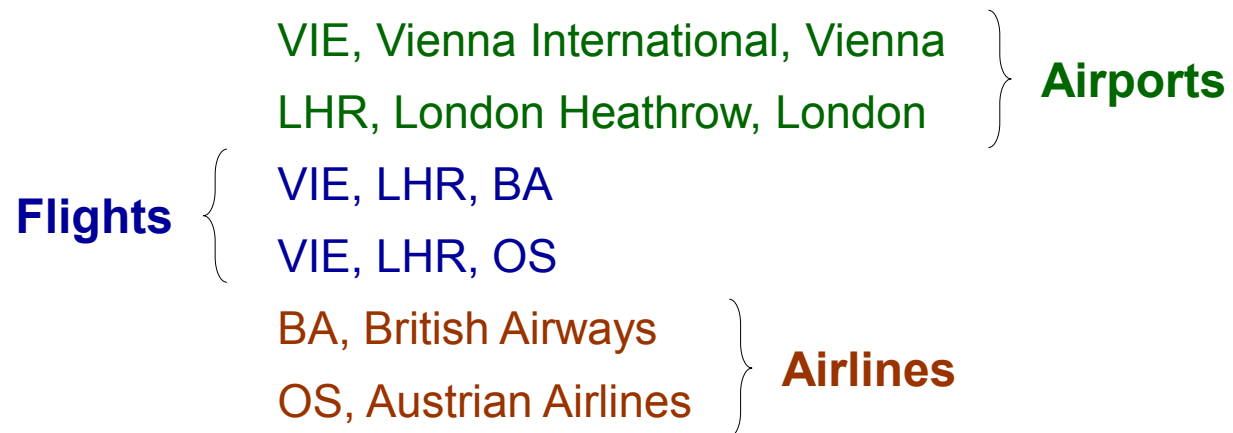 VIE, Vienna International, Vienna
LHR, London Heathrow, London
Airports
Flights
VIE, LHR, BA
VIE, LHR, OS
BA, British Airways
OS, Austrian Airlines
Airlines